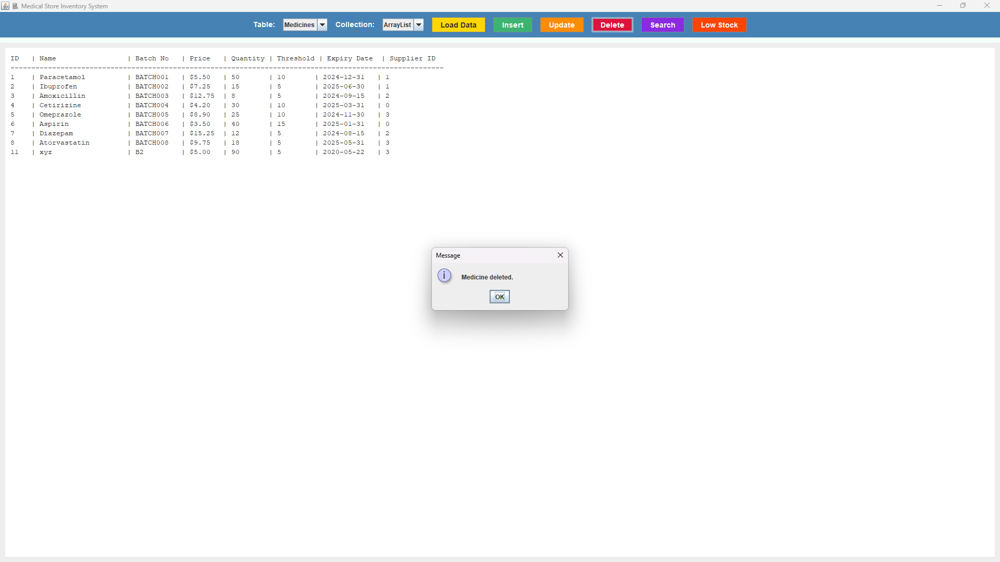 Medical Store Inventory System
Table: Medicines Collection: ArrayList Load Data Insert Update Delete Search Low Stock
ID | Name | Batch No | Price | Quantity | Threshold | Expiry Date | Supplier ID
--------------------------------------------------------------------------------------------------------
1 | Paracetamol | BATCH001 | $5.50 | 50 | 10 | 2024-12-31 | 1
2 | Ibuprofen | BATCH002 | $7.25 | 15 | 5 | 2025-06-30 | 1
3 | Amoxicillin | BATCH003 | $12.75 | 8 | 5 | 2024-09-15 | 2
4 | Cetirizine | BATCH004 | $4.20 | 30 | 10 | 2025-03-31 | 0
5 | Omeprazole | BATCH005 | $8.90 | 25 | 10 | 2024-11-30 | 3
6 | Aspirin | BATCH006 | $3.50 | 40 | 15 | 2025-01-31 | 0
7 | Diazepam | BATCH007 | $15.25 | 12 | 5 | 2024-08-15 | 2
8 | Atorvastatin | BATCH008 | $9.75 | 18 | 5 | 2025-05-31 | 3
11 | xyz | B2 | $5.00 | 90 | 5 | 2020-05-22 | 3
Message
Medicine deleted.
OK